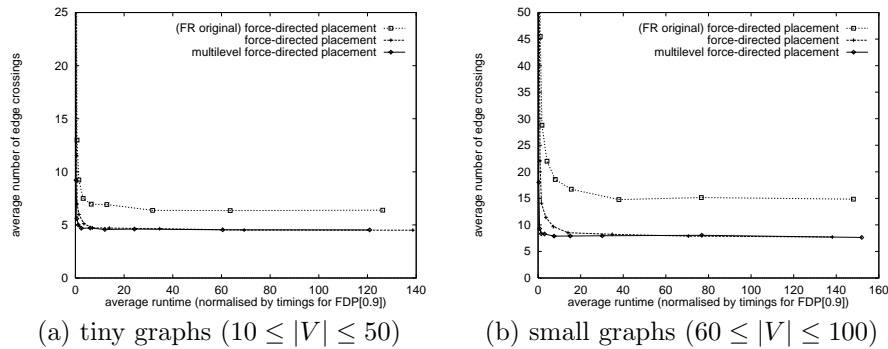 25
20
15
10
5
0
average number of edge crossings
(FR original) force-directed placement
force-directed placement
multilevel force-directed placement
0 20 40 60 80 100 120 140
average runtime (normalised by timings for FDP[0.9])
(a) tiny graphs (10 ≤ |V| ≤ 50)
50
45
40
35
30
25
20
15
10
5
0
average number of edge crossings
(FR original) force-directed placement
force-directed placement
multilevel force-directed placement
0 20 40 60 80 100 120 140 160
average runtime (normalised by timings for FDP[0.9])
(b) small graphs (60 ≤ |V| ≤ 100)